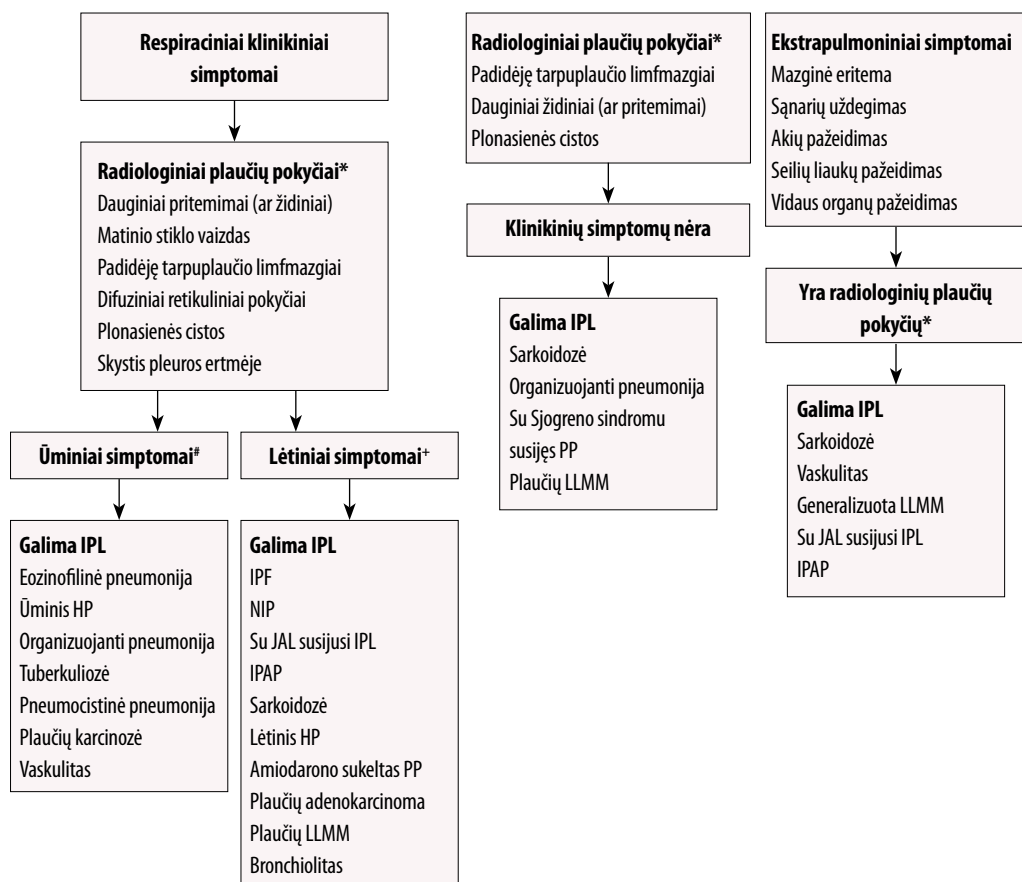 Respiraciniai klinikiniai
simptomai
Radiologiniai plaučių pokyčiai*
Dauginiai pritemimai (ar židiniai)
Matinio stiklo vaizdas
Padidėję tarpuplaučio limfmazgiai
Difuziniai retikuliniai pokyčiai
Plonasienės cistos
Skystis pleuros ertmėje
Ūminiai simptomai#
Galima IPL
Eozinofilinė pneumonija
Ūminis HP
Organizuojanti pneumonija
Tuberkuliozė
Pneumocistinė pneumonija
Plaučių karcinozė
Vaskulitas
Lėtiniai simptomai+
Galima IPL
IPF
NIP
Su JAL susijusi IPL
IPAP
Sarkoidozė
Lėtinis HP
Amiodarono sukeltas PP
Plaučių adenokarcinoma
Plaučių LLMM
Bronchiolitas
Radiologiniai plaučių pokyčiai*
Padidėję tarpuplaučio limfmazgiai
Dauginiai židiniai (ar pritemimai)
Plonasienės cistos
Klinikinių simptomų nėra
Galima IPL
Sarkoidozė
Organizuojanti pneumonija
Su Sjogreno sindromu
susijęs PP
Plaučių LLMM
Ekstrapulmoniniai simptomai
Mazginė eritema
Sąnarių uždegimas
Akių pažeidimas
Seilių liaukų pažeidimas
Vidaus organų pažeidimas
Yra radiologinių plaučių
pokyčių*
Galima IPL
Sarkoidozė
Vaskulitas
Generalizuota LLMM
Su JAL susijusi IPL
IPAP